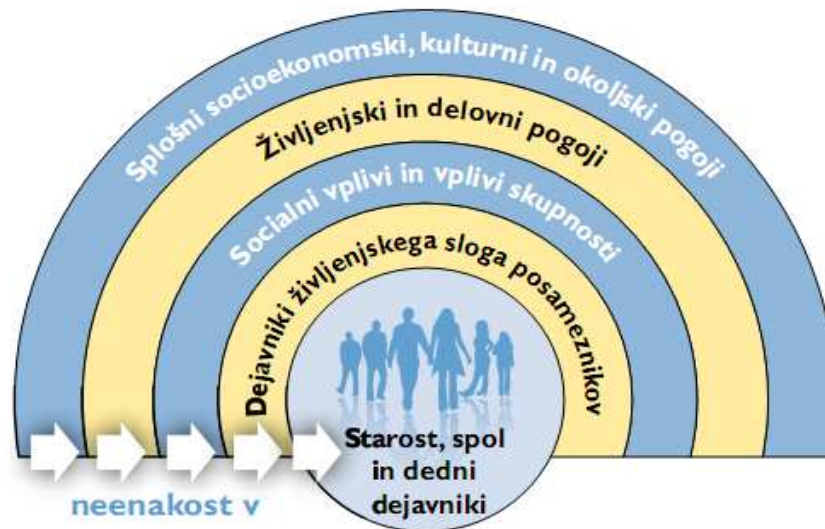 Splošni socioekonomski, kulturni in okoljski pogoji
Življenjski in delovni pogoji
Socialni vplivi in vplivi skupnosti
Dejavniki življenjskega sloga posameznikov
Starost, spol
in dedni
dejavniki
neenakost v